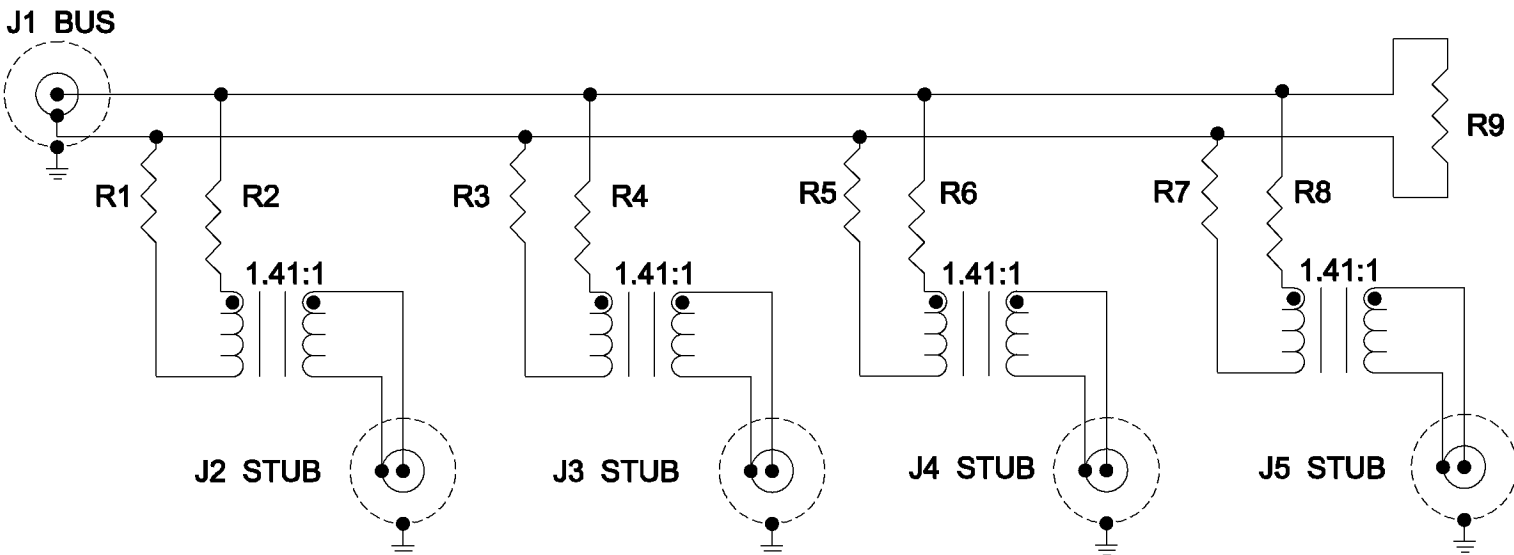 J1 BUS
R9
R1
R2
R3
R4
R5
R6
R7
R8
1.41:1
1.41:1
1.41:1
1.41:1
J2 STUB
J3 STUB
J4 STUB
J5 STUB